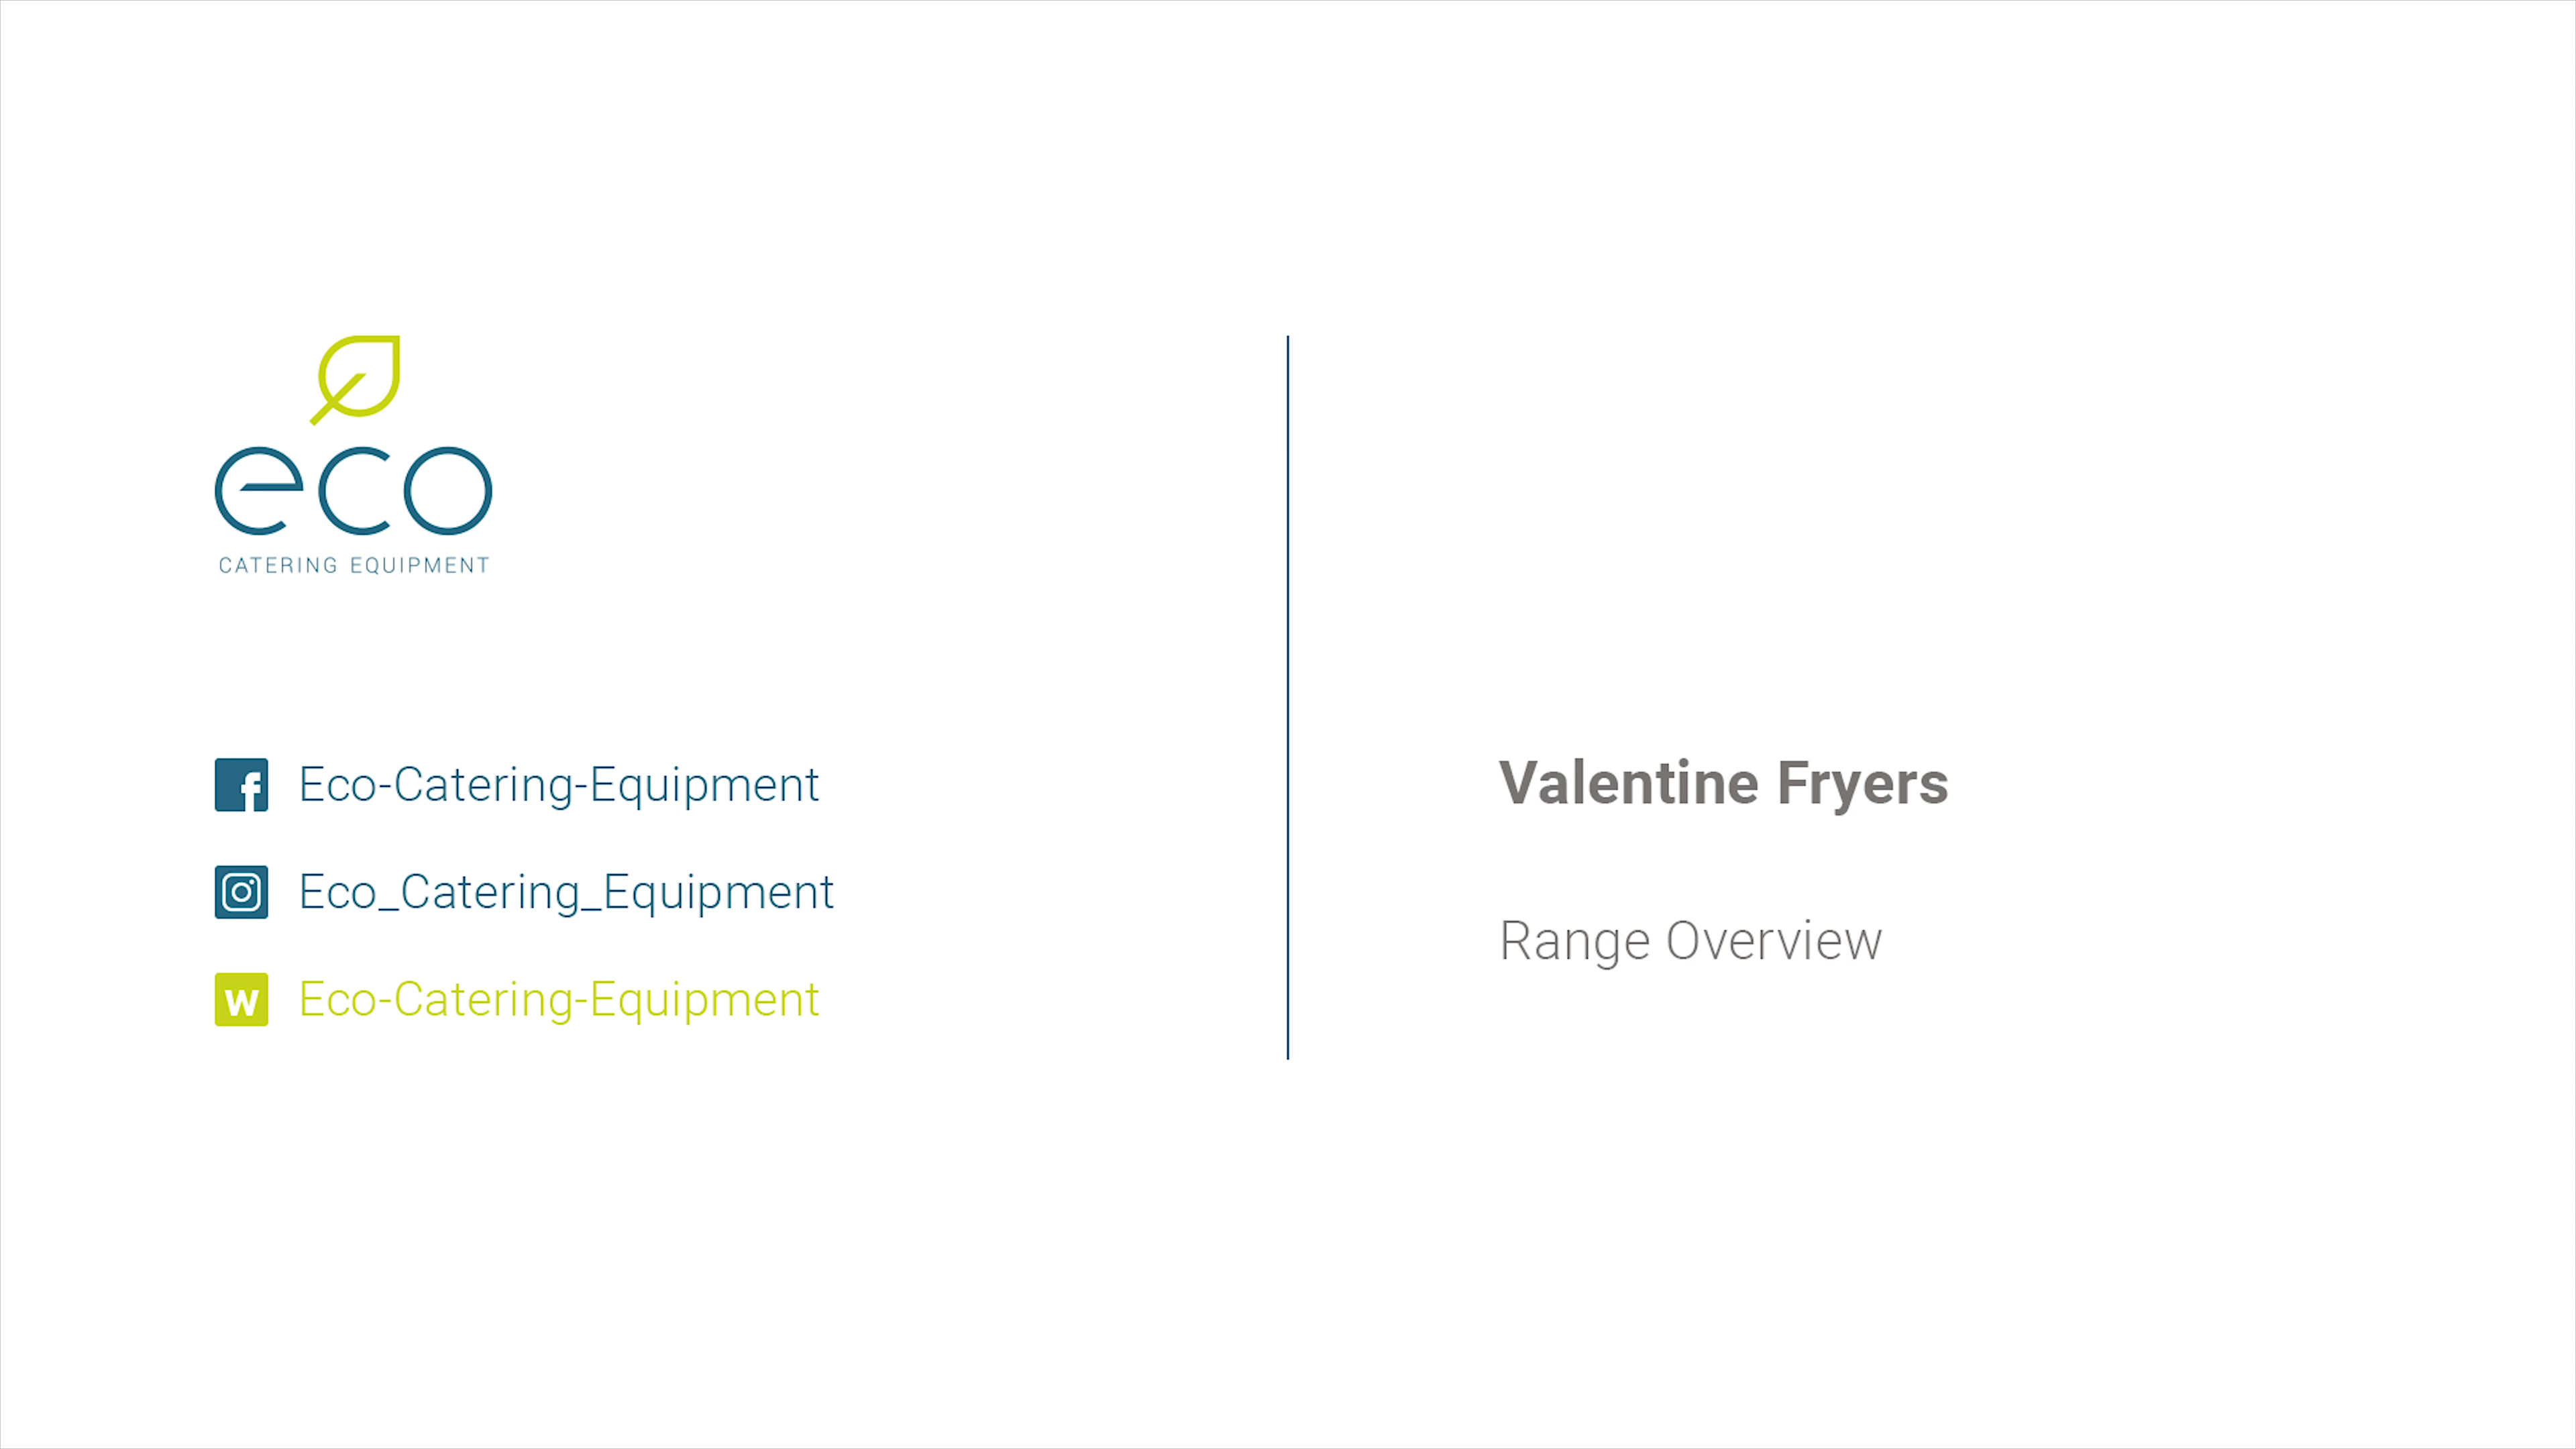 eco
CATERING EQUIPMENT
Eco-Catering-Equipment
Eco_Catering_Equipment
W Eco-Catering-Equipment
Valentine Fryers
Range Overview